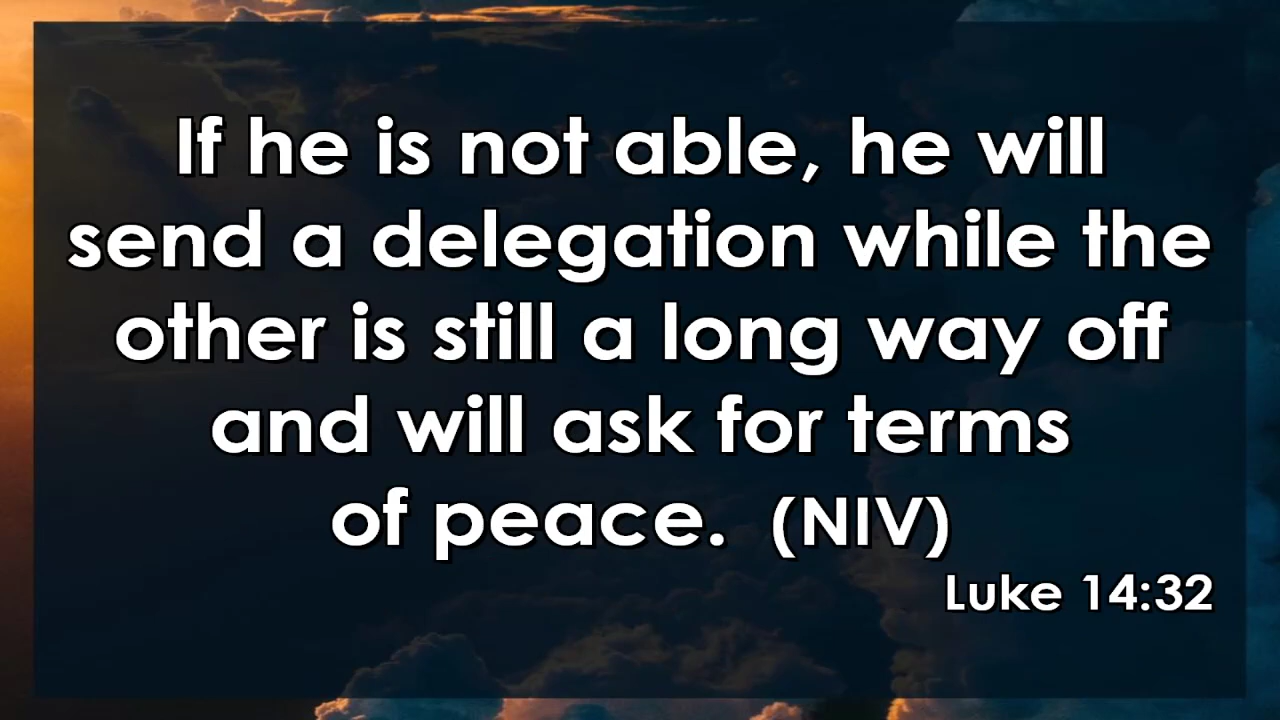 If he is not able, he will
send a delegation while the
other is still a long way off
and will ask for terms
of peace. (NIV)
Luke 14:32